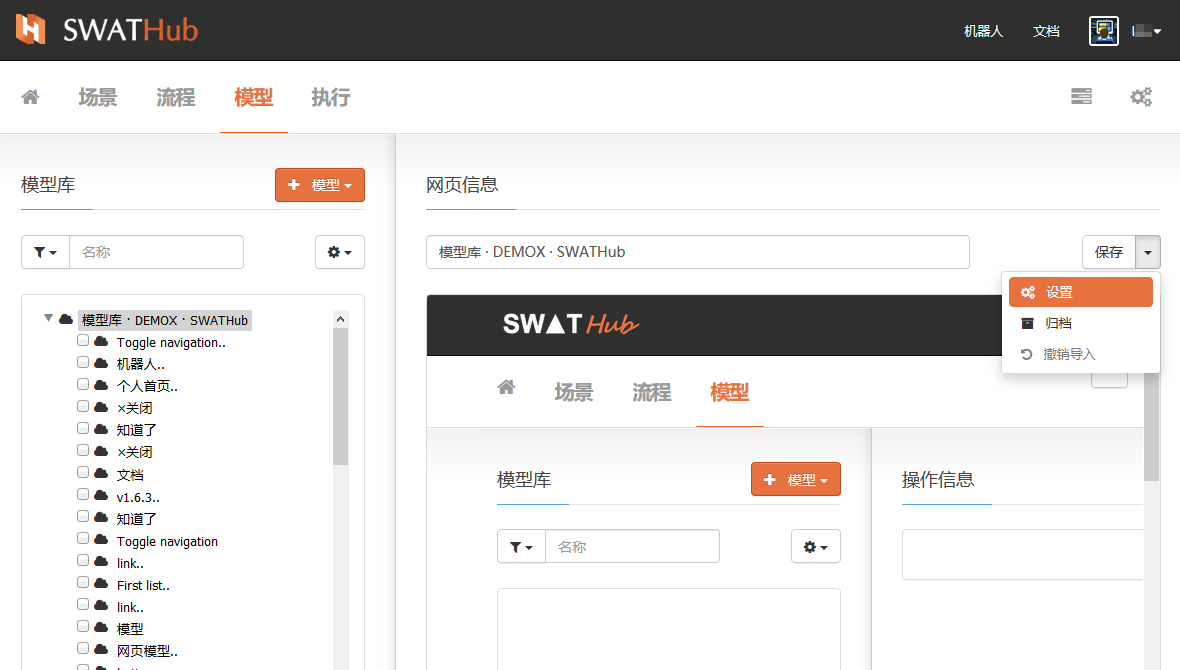 SWATHub
机器人 文档
场景 流程 模型 执行
模型库
模型
网页信息
名称
模型库 · DEMOX · SWATHub
保存
设置
归档
撤销导入
模型库 · DEMOX · SWATHub
Toggle navigation..
机器人..
个人首页..
×关闭
知道了
×关闭
文档
v1.6.3..
知道了
Toggle navigation
link..
First list..
link..
模型
网页模型..
SWATHub
场景 流程 模型
模型库
模型
操作信息
名称